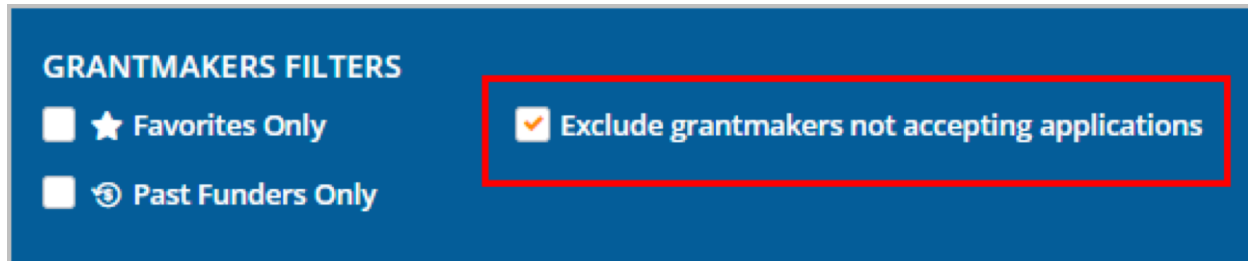 GRANTMAKERS FILTERS
Favorites Only
Exclude grantmakers not accepting applications
Past Funders Only